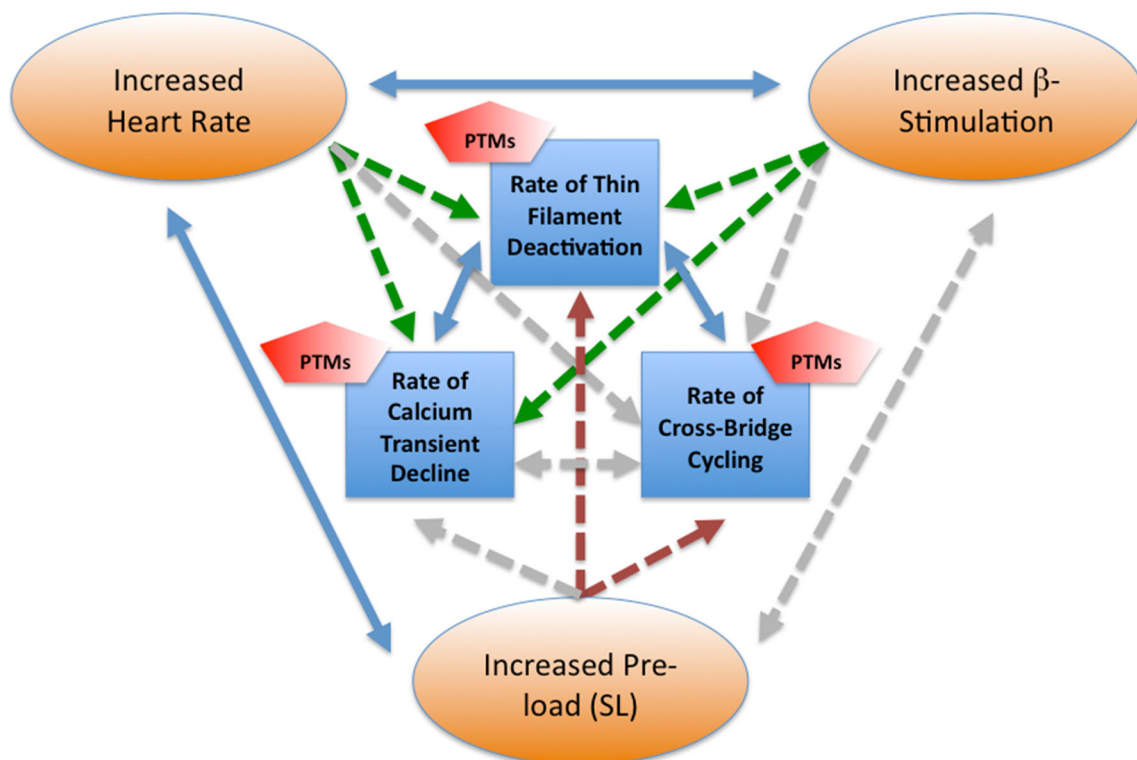 Increased
Heart Rate
Increased β-
Stimulation
PTMs
Rate of Thin
Filament
Deactivation
PTMs
Rate of
Calcium
Transient
Decline
PTMs
Rate of
Cross-Bridge
Cycling
Increased Pre-
load (SL)